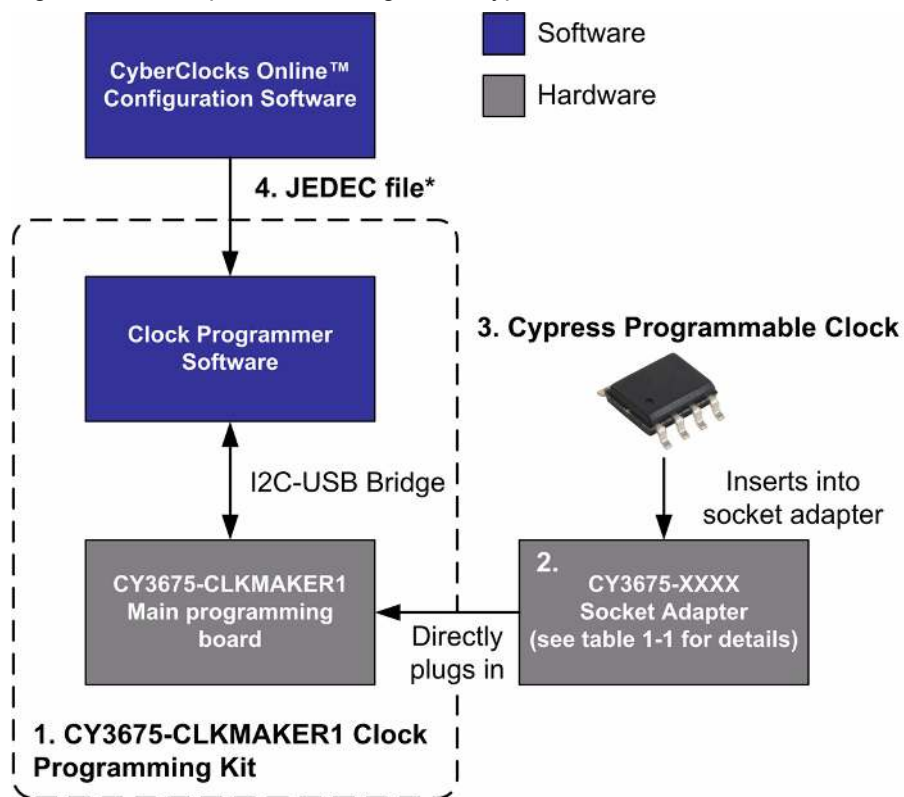 Software
Hardware
CyberClocks Online™
Configuration Software
4. JEDEC file*
Clock Programmer
Software
I2C-USB Bridge
3. Cypress Programmable Clock
Inserts into
socket adapter
CY3675-CLKMAKER1
Main programming
board
Directly
plugs in
2.
CY3675-XXXX
Socket Adapter
(see table 1-1 for details)
1. CY3675-CLKMAKER1 Clock
Programming Kit